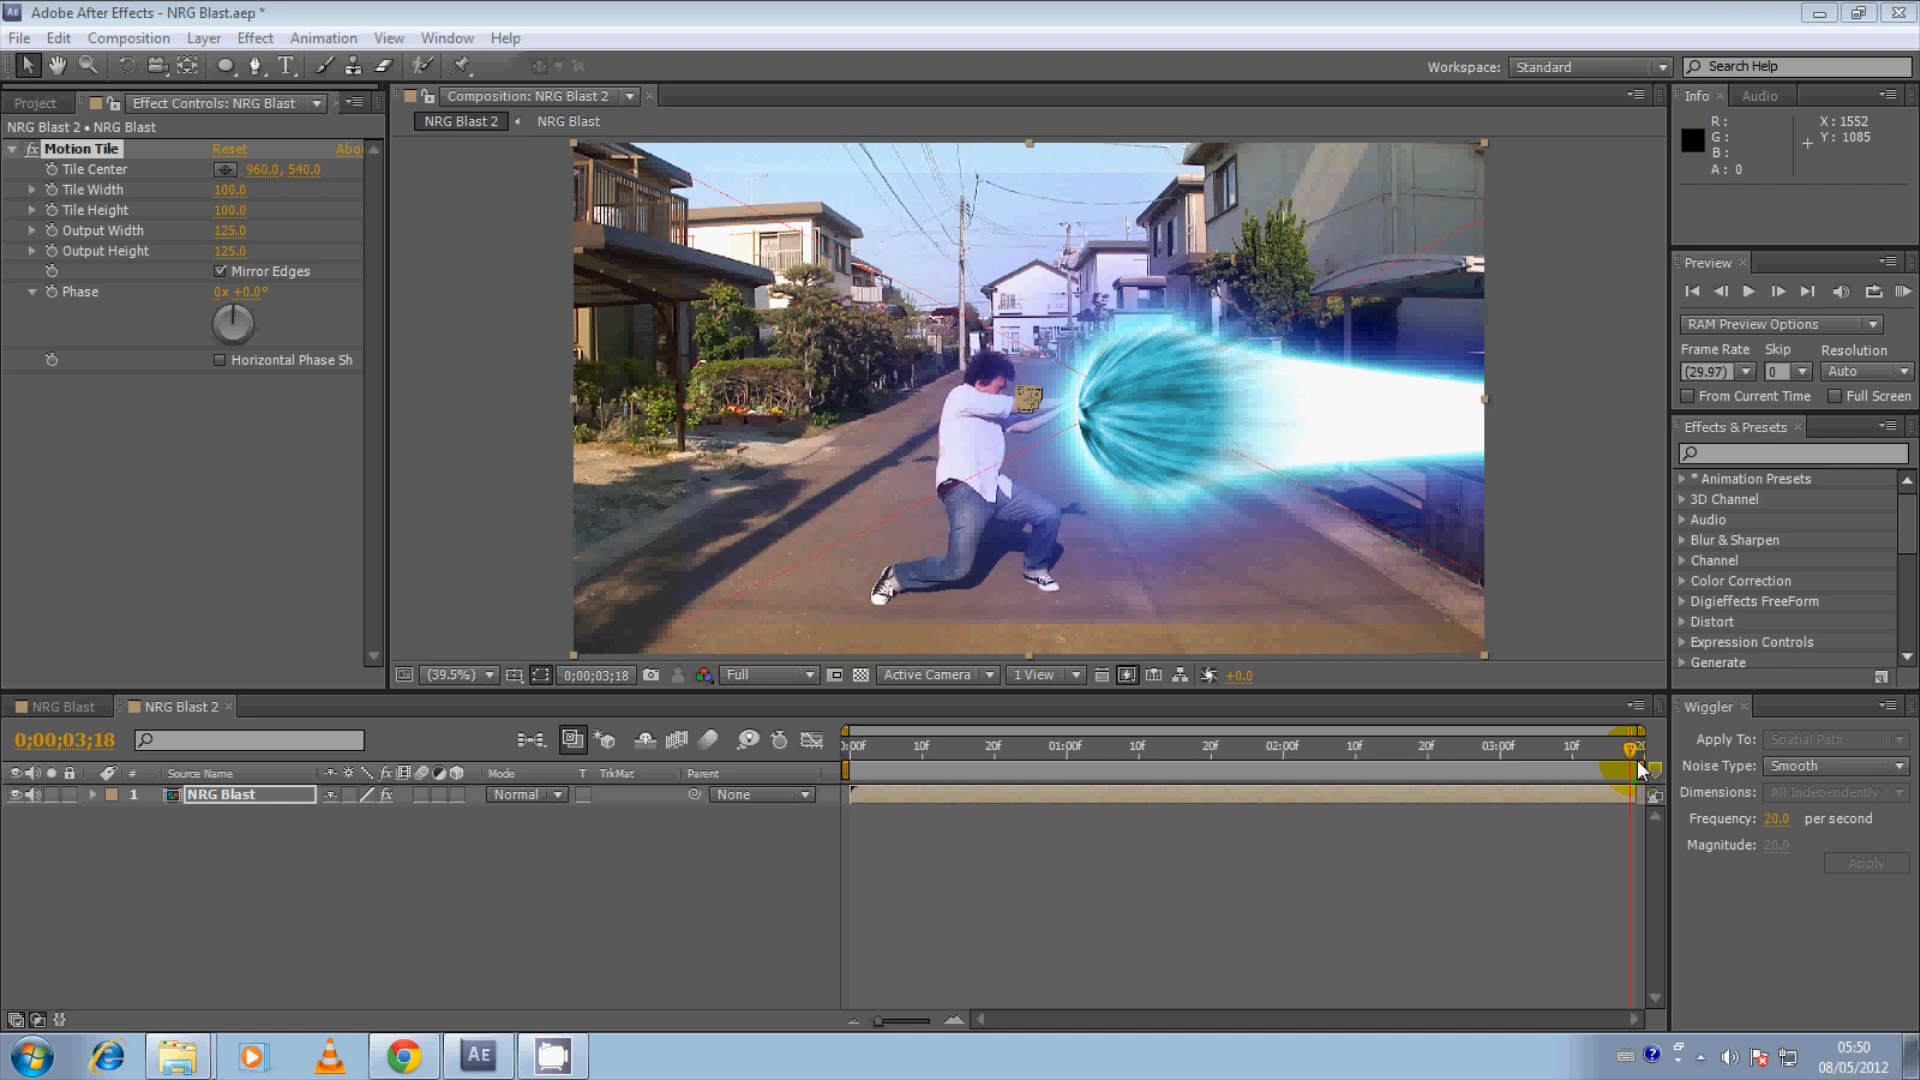 Adobe After Effects - NRG Blast.aep *
File Edit Composition Layer Effect Animation View Window Help
Workspace: Standard Search Help
Project Effect Controls: NRG Blast
NRG Blast 2 • NRG Blast
fx Motion Tile Reset Abo
Tile Center 960.0, 540.0
Tile Width 100.0
Tile Height 100.0
Output Width 125.0
Output Height 125.0
Mirror Edges
Phase 0x +0.0°
Horizontal Phase Sh
Composition: NRG Blast 2
NRG Blast 2 NRG Blast
(39.5%) 0;00;03;18 Full Active Camera 1 View +0.0
Info Audio
R: X: 1552
G: Y: 1085
B:
A: 0
Preview
RAM Preview Options
Frame Rate Skip Resolution
(29.97) 0 Auto
From Current Time Full Screen
Effects & Presets
* Animation Presets
3D Channel
Audio
Blur & Sharpen
Channel
Color Correction
Digieffects FreeForm
Distort
Expression Controls
Generate
NRG Blast NRG Blast 2
0;00;03;18
0:00f 10f 20f 01:00f 10f 20f 02:00f 10f 20f 03:00f 10f
# Source Name fx Mode T TrkMat Parent
1 NRG Blast fx Normal None
Wiggler
Apply To: Spatial Path
Noise Type: Smooth
Dimensions: All Independently
Frequency: 20.0 per second
Magnitude: 20.0
Apply
AE
05:50
08/05/2012